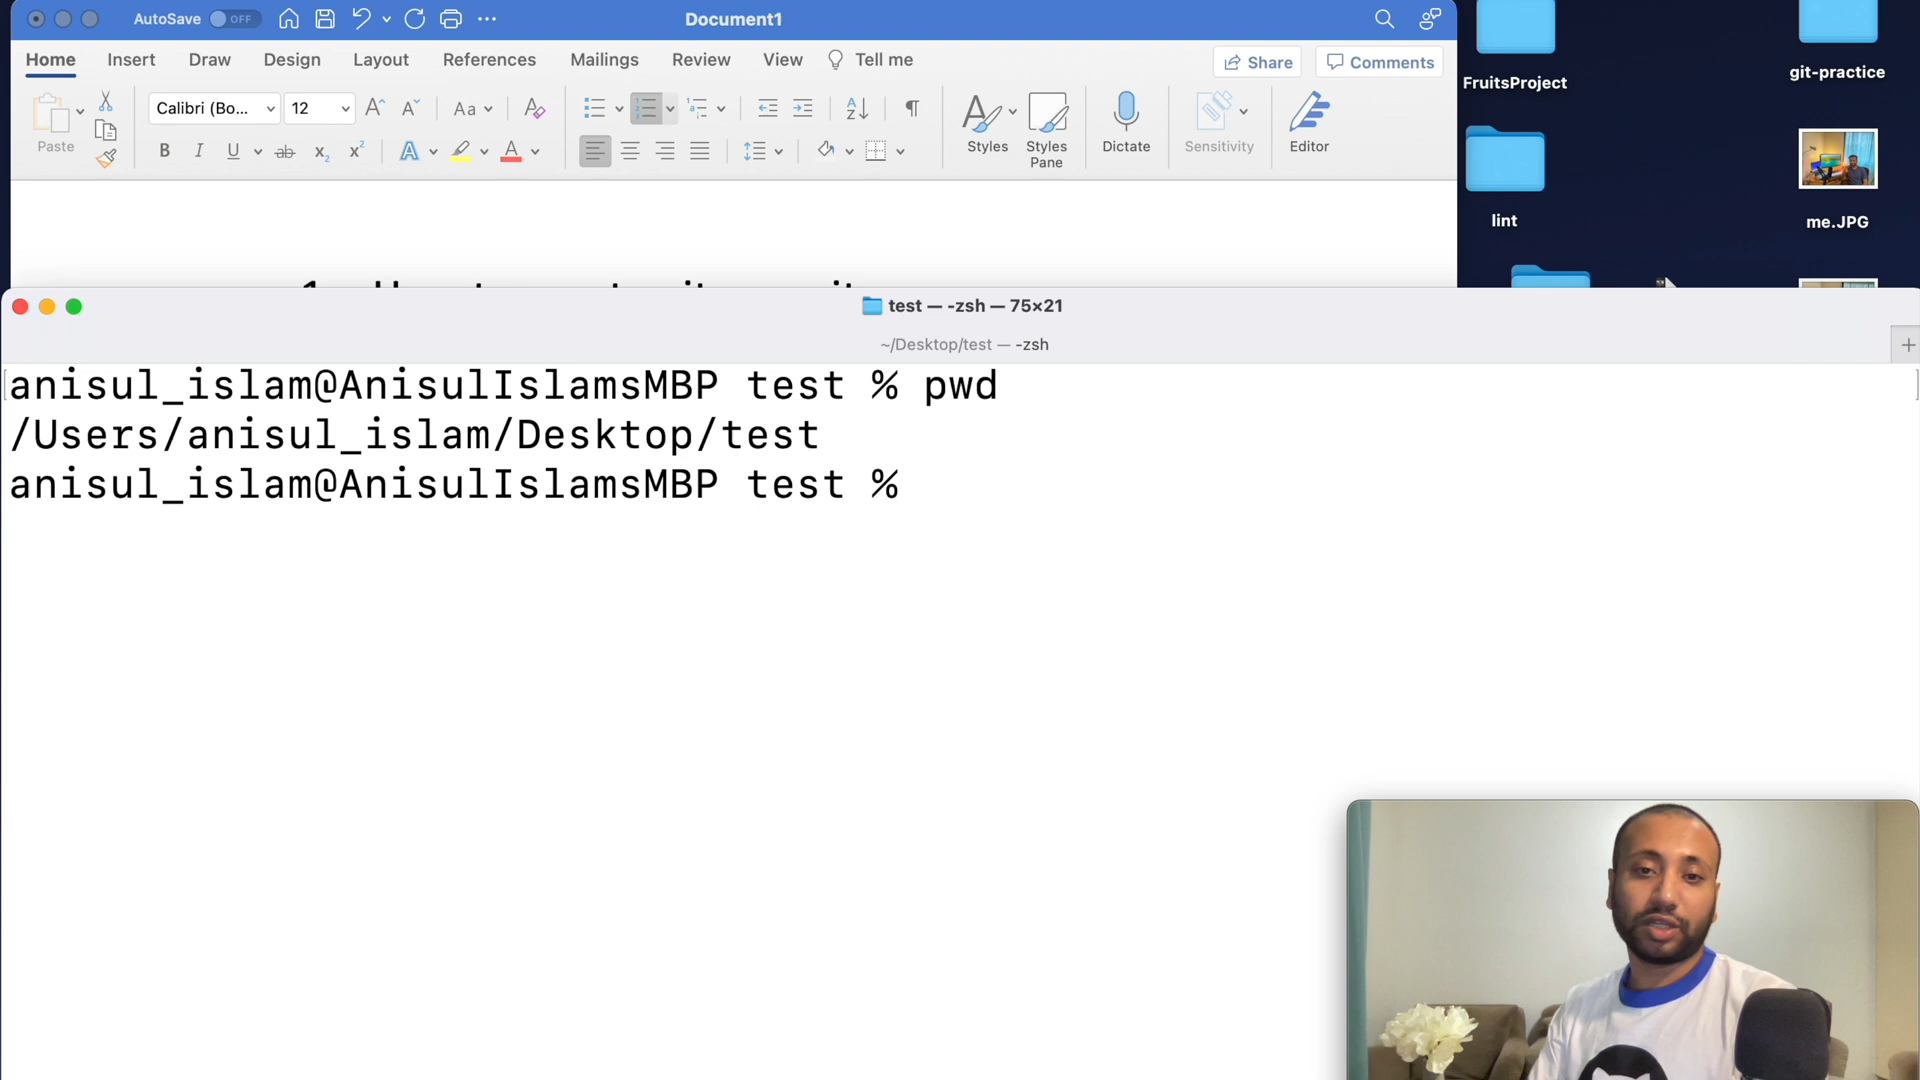 AutoSave OFF Document1
Home Insert Draw Design Layout References Mailings Review View Tell me Share Comments
Paste Calibri (Bo... 12 Aa Styles Styles Pane Dictate Sensitivity Editor
FruitsProject
git-practice
lint
me.JPG
test — -zsh — 75×21
~/Desktop/test — -zsh
anisul_islam@AnisulIslamsMBP test % pwd
/Users/anisul_islam/Desktop/test
anisul_islam@AnisulIslamsMBP test %